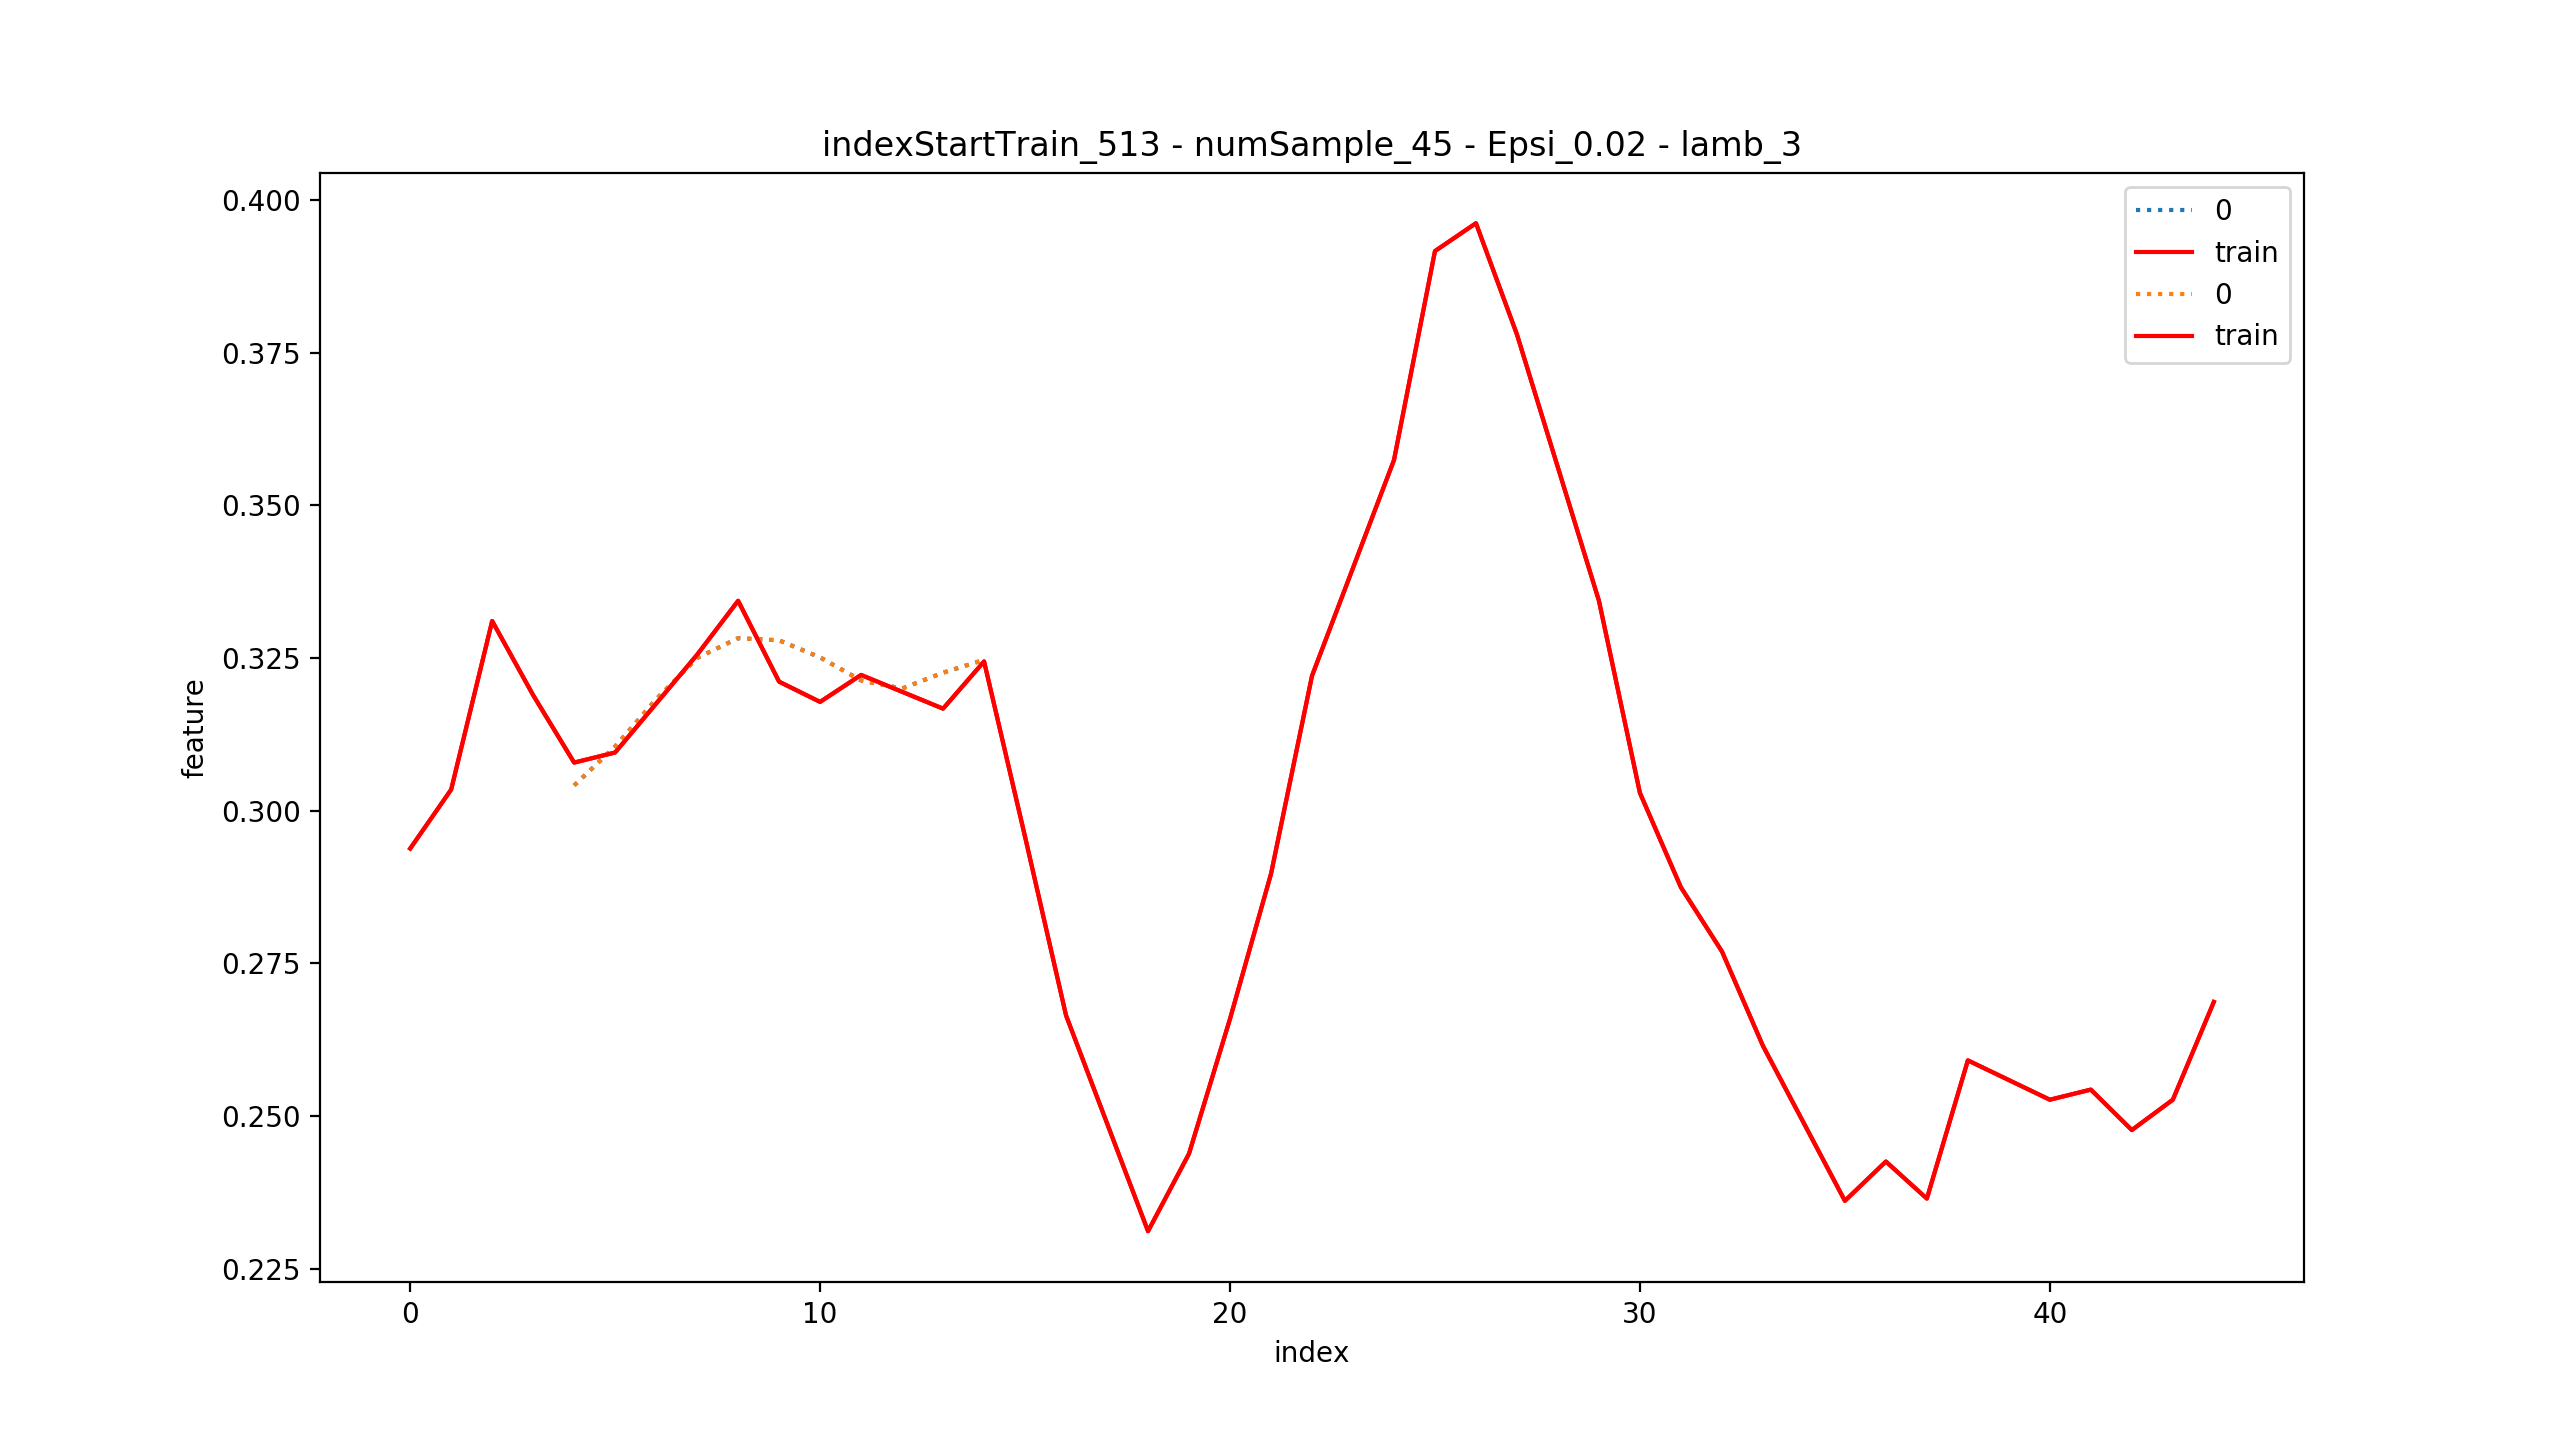 indexStartTrain_513 - numSample_45 - Epsi_0.02 - lamb_3
0
train
0
train
0.400
0.375
0.350
0.325
0.300
0.275
0.250
0.225
feature
0 10 20 30 40
index